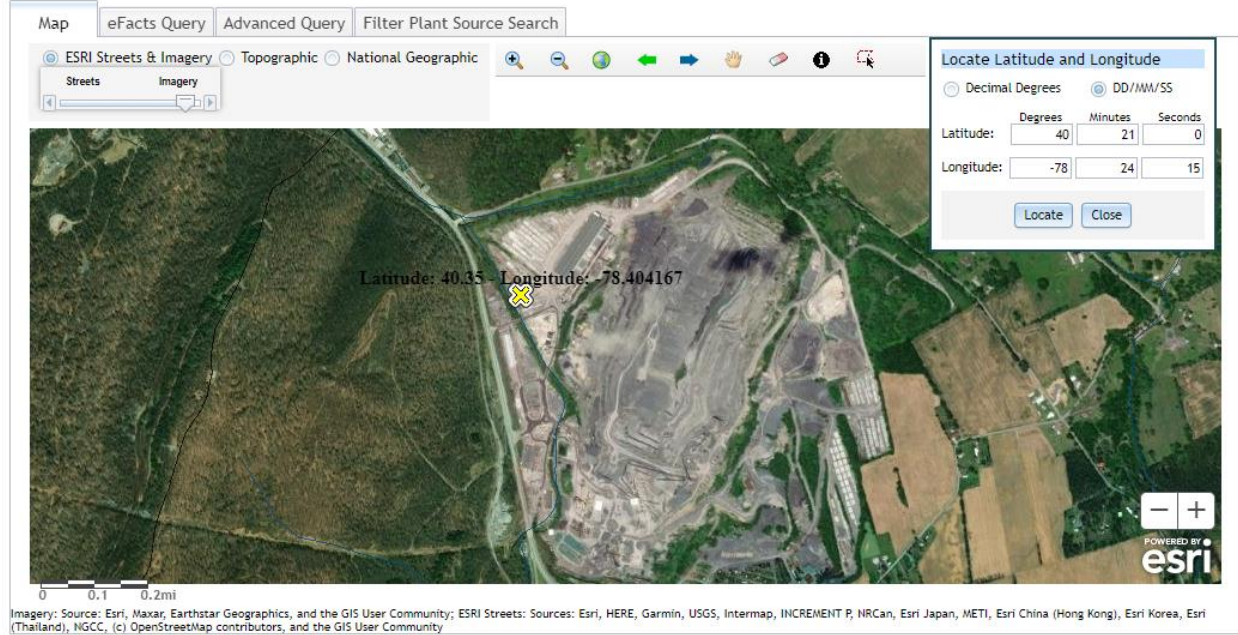 Map eFacts Query Advanced Query Filter Plant Source Search
ESRI Streets & Imagery Topographic National Geographic
Streets Imagery
Locate Latitude and Longitude
Decimal Degrees DD/MM/SS
Degrees Minutes Seconds
Latitude: 40 21 0
Longitude: -78 24 15
Locate Close
Latitude: 40.35 - Longitude: -78.404167
POWERED BY
esri
0 0.1 0.2mi
Imagery: Source: Esri, Maxar, Earthstar Geographics, and the GIS User Community; ESRI Streets: Sources: Esri, HERE, Garmin, USGS, Intermap, INCREMENT P, NRCan, Esri Japan, METI, Esri China (Hong Kong), Esri Korea, Esri
(Thailand), NGCC, (c) OpenStreetMap contributors, and the GIS User Community